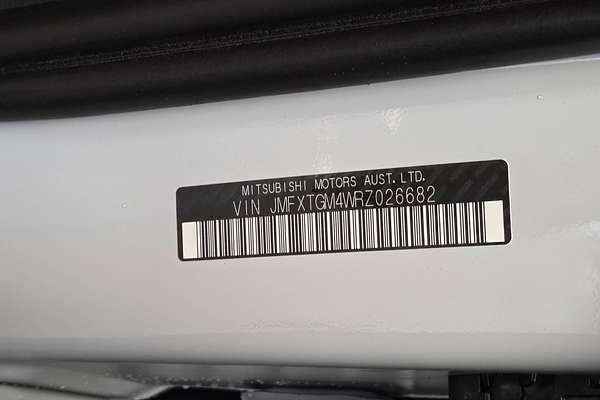 MITSUBISHI MOTORS AUST.LTD.
VIN JMFXTGM4WRZ026682